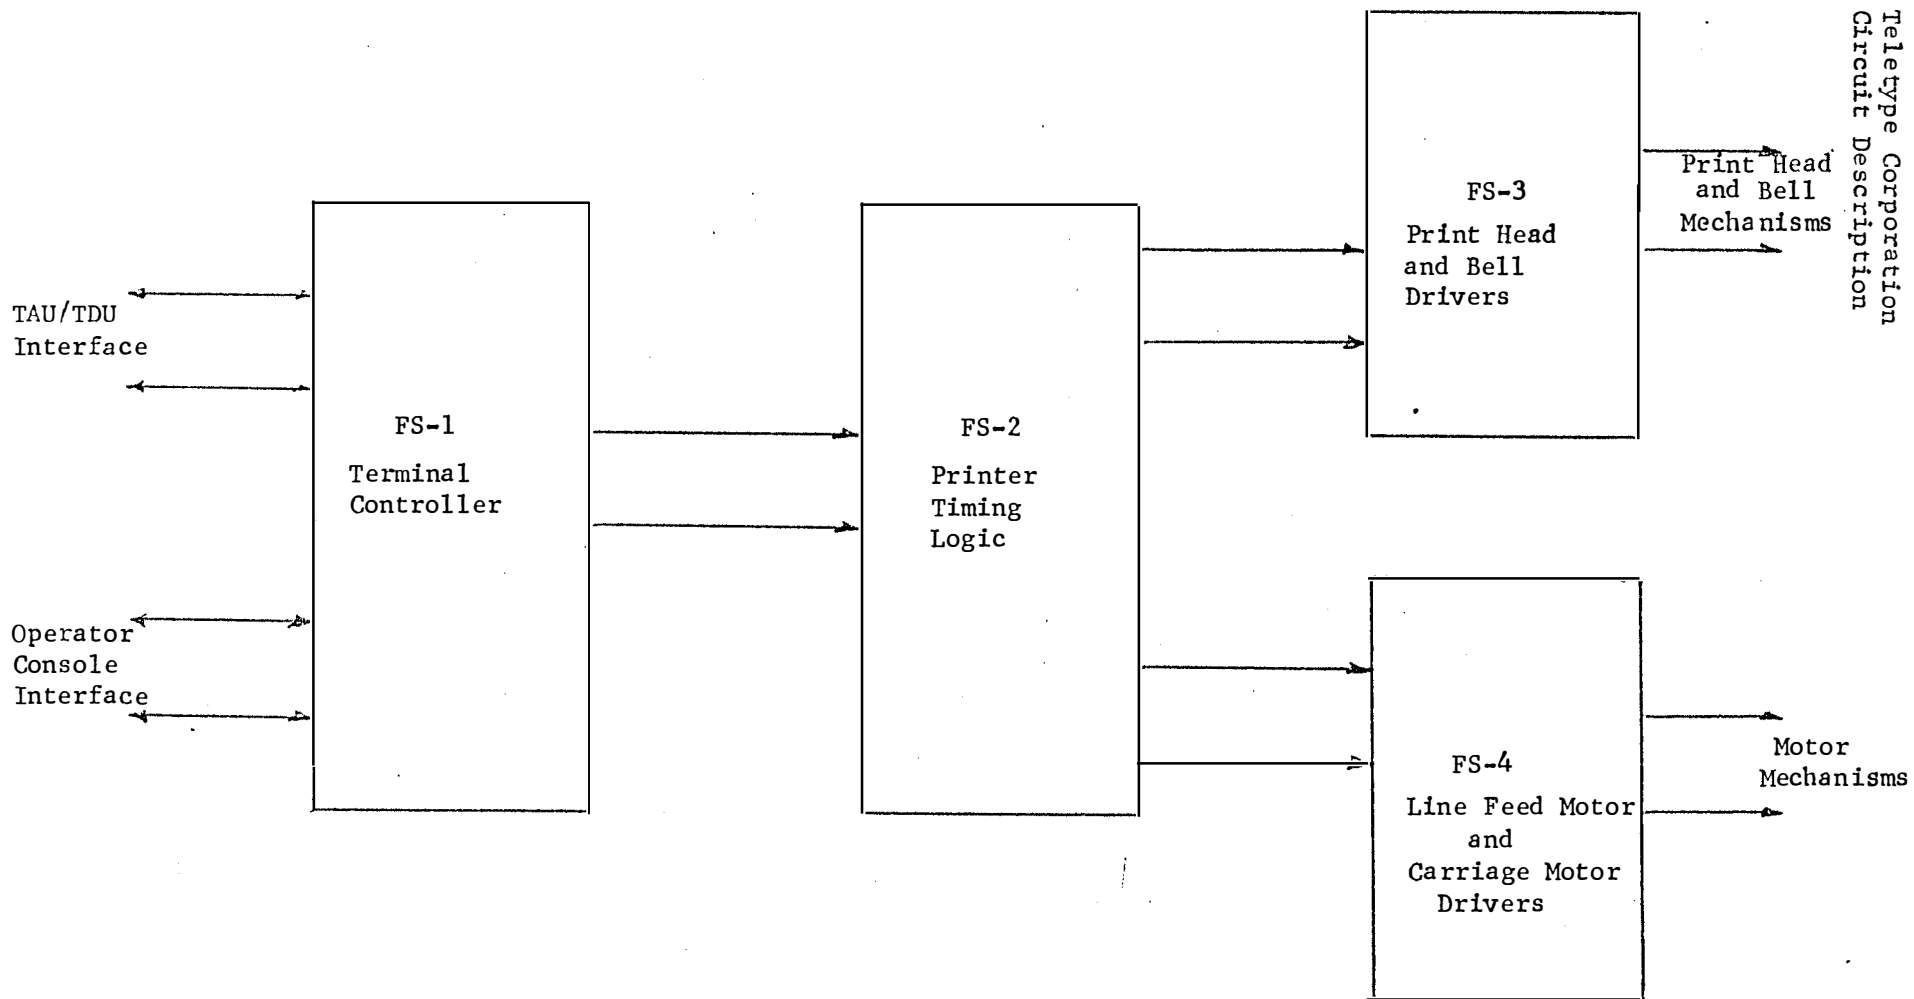 Teletype Corporation
Circuit Description
TAU/TDU
Interface
Operator
Console
Interface
FS-1
Terminal
Controller
FS-2
Printer
Timing
Logic
FS-3
Print Head
and Bell
Drivers
Print Head
and Bell
Mechanisms
FS-4
Line Feed Motor
and
Carriage Motor
Drivers
Motor
Mechanisms